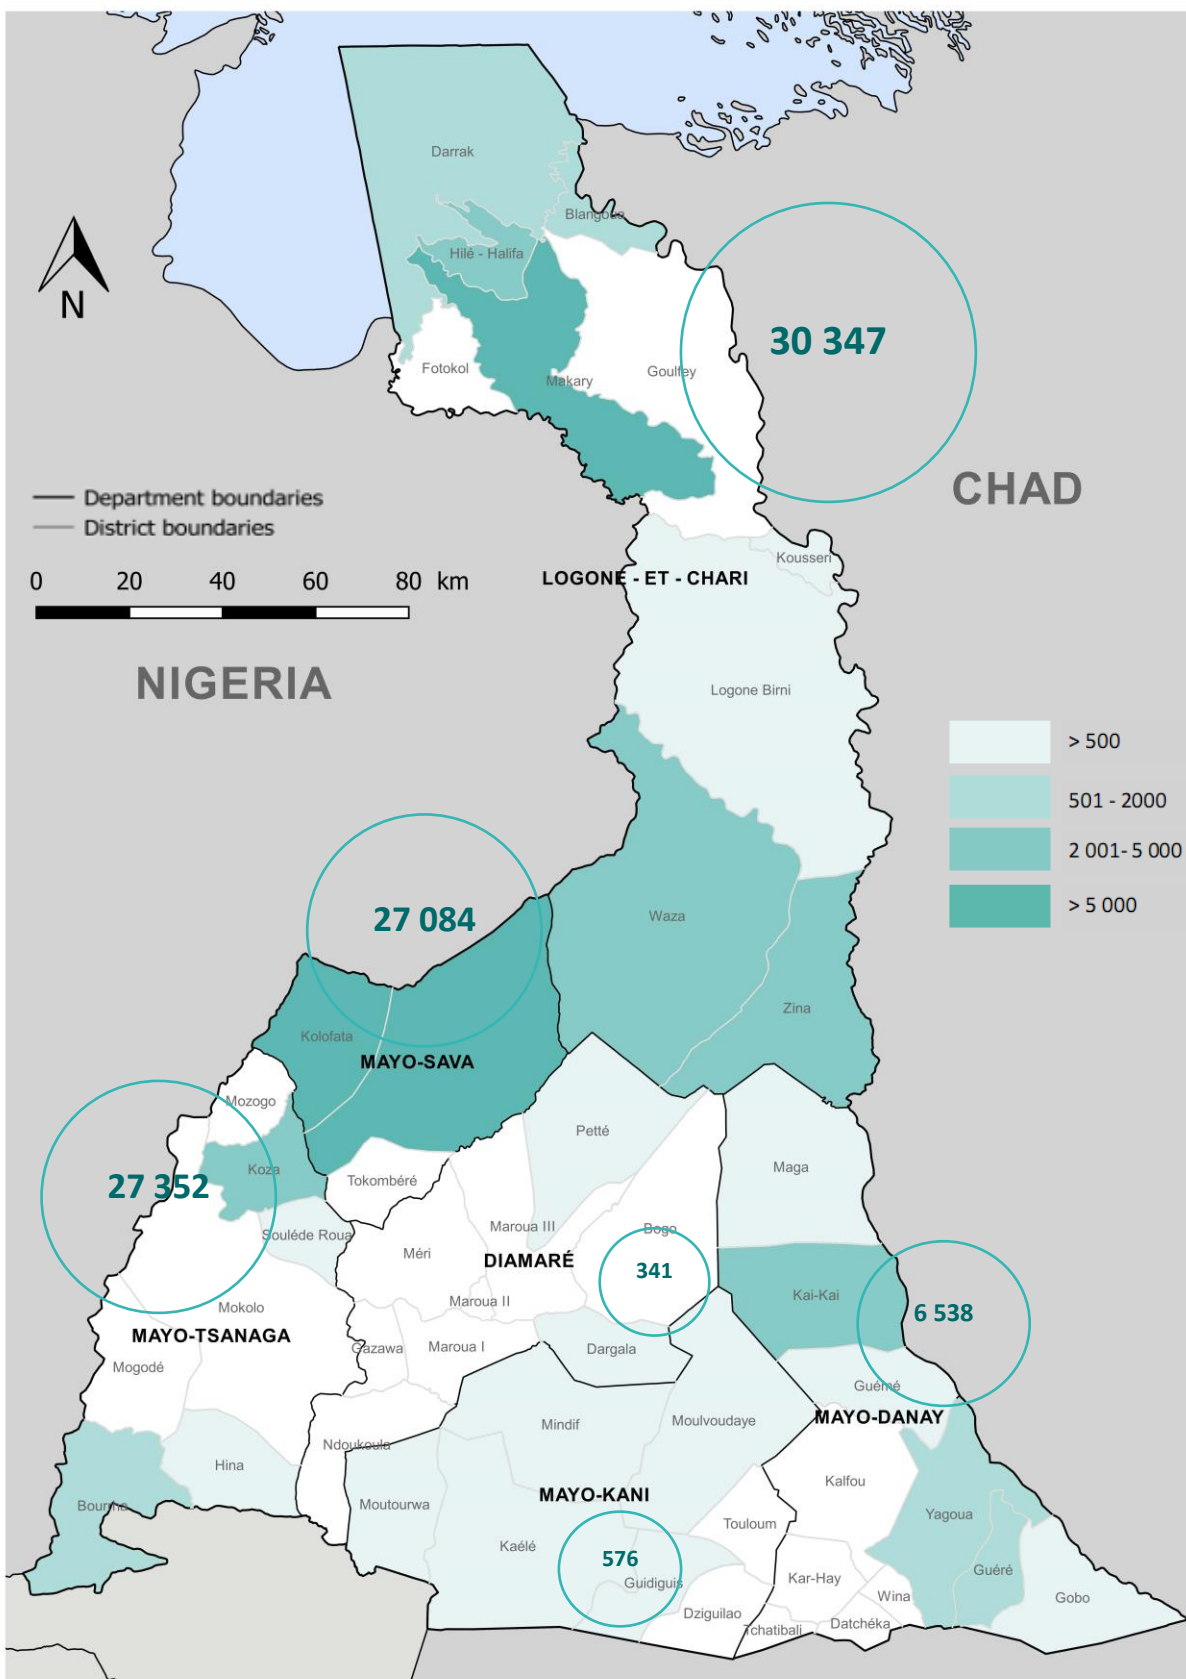 Darrak
Blangoua
Hilé - Halifa
N
30 347
Fotokol
Makary
Goulfey
CHAD
Department boundaries
District boundaries
Kousseri
0 20 40 60 80 km
LOGONE - ET - CHARI
NIGERIA
Logone Birni
> 500
501 - 2000
2 001- 5 000
> 5 000
27 084
Waza
Zina
Kolofata
MAYO-SAVA
Mozogo
Petté
Koza
Maga
27 352
Tokombéré
Souléde Roua
Maroua III
Bogo
Méri
DIAMARÉ
341
Kai-Kai
Mokolo
Maroua II
6 538
MAYO-TSANAGA
Gazawa
Maroua I
Dargala
Mogodé
Guémé
Mindif
Moulvoudaye
MAYO-DANAY
Ndoukoula
Hina
Kalfou
Bourrha
Moutourwa
MAYO-KANI
Yagoua
Touloum
Kaélé
576
Guéré
Guidiguis
Kar-Hay
Wina
Gobo
Dziguilao
Datchéka
Tchatibali